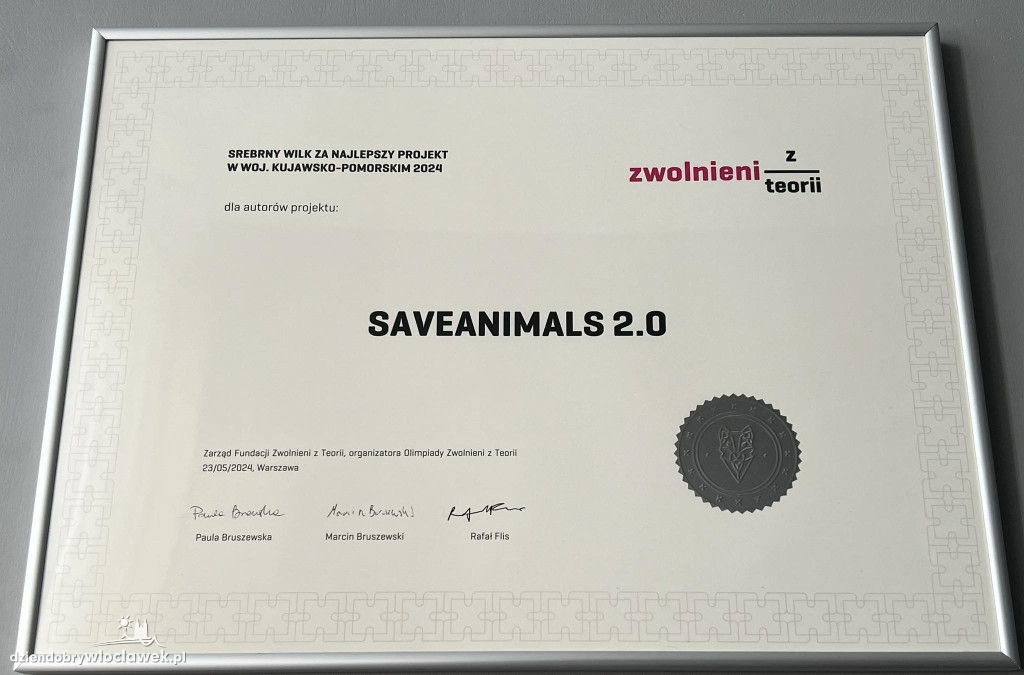 SREBRNY WILK ZA NAJLEPSZY PROJEKT
W WOJ. KUJAWSKO-POMORSKIM 2024
dla autorów projektu:
zwolnieni z
teorii
SAVEANIMALS 2.0
Zarząd Fundacji Zwolnieni z Teorii, organizatora Olimpiady Zwolnieni z Teorii
23/05/2024, Warszawa
Paula Bruszewska
Marcin Bruszewski
Rafał Flis
dziendobrywloclawek.pl